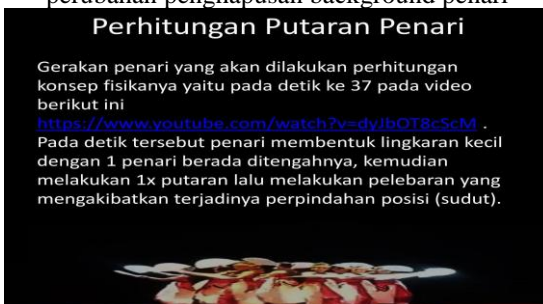 perubahan penghapusan background penari
Perhitungan Putaran Penari
Gerakan penari yang akan dilakukan perhitungan
konsep fisikanya yaitu pada detik ke 37 pada video
berikut ini
https://www.youtube.com/watch?v=dyJbOT8cScM .
Pada detik tersebut penari membentuk lingkaran kecil
dengan 1 penari berada ditengahnya, kemudian
melakukan 1x putaran lalu melakukan pelebaran yang
mengakibatkan terjadinya perpindahan posisi (sudut).